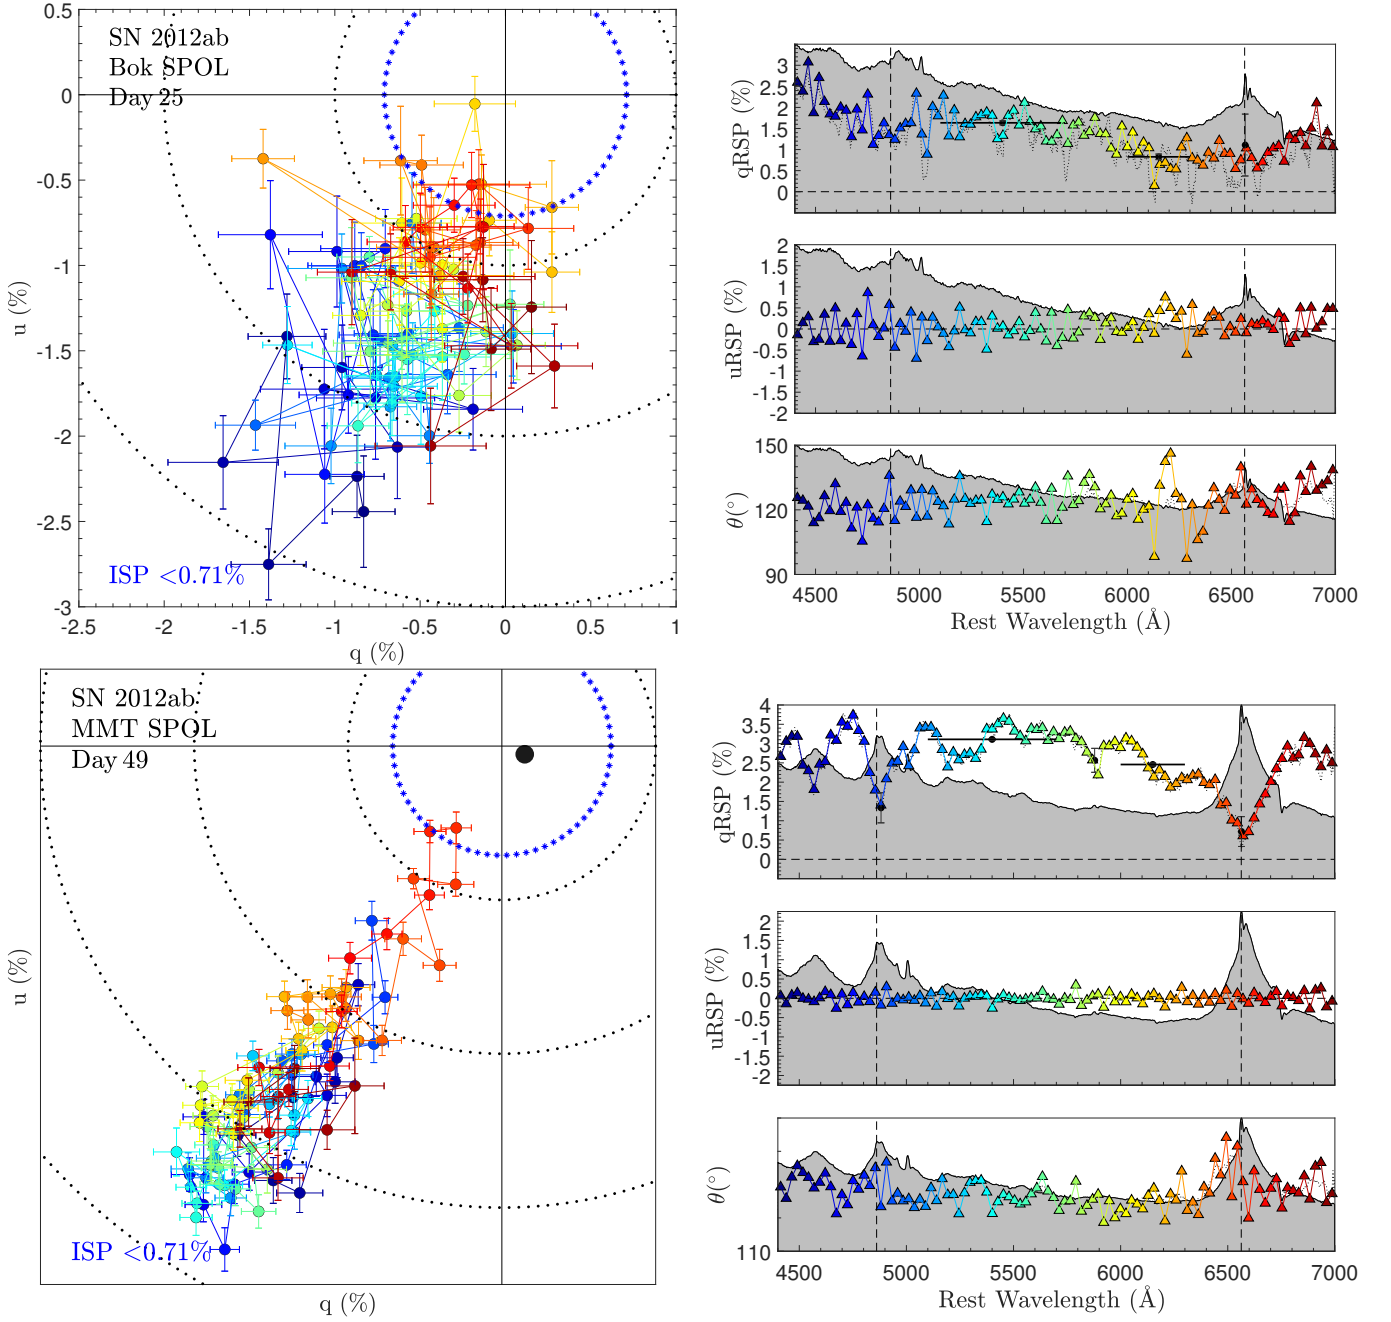 SN 2012ab
Bok SPOL
Day 25
0.5
0
-0.5
-1
-1.5
-2
-2.5
-3
u (%)
ISP <0.71%
-2.5 -2 -1.5 -1 -0.5 0 0.5 1
q (%)
3
2.5
2
1.5
1
0.5
0
qRSP (%)
2
1.5
1
0.5
0
-0.5
-1
-1.5
-2
uRSP (%)
150
120
90
θ(°)
4500 5000 5500 6000 6500 7000
Rest Wavelength (Å)
SN 2012ab
MMT SPOL
Day 49
u (%)
ISP <0.71%
q (%)
4
3.5
3
2.5
2
1.5
1
0.5
0
qRSP (%)
2
1.5
1
0.5
0
-0.5
-1
-1.5
-2
uRSP (%)
110
θ(°)
4500 5000 5500 6000 6500 7000
Rest Wavelength (Å)